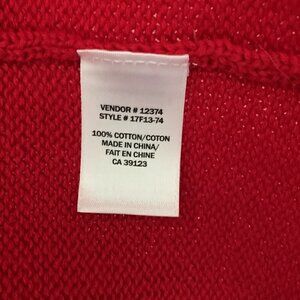 VENDOR # 12374
STYLE # 17F13-74
100% COTTON/COTON
MADE IN CHINA/
FAIT EN CHINE
CA 39123